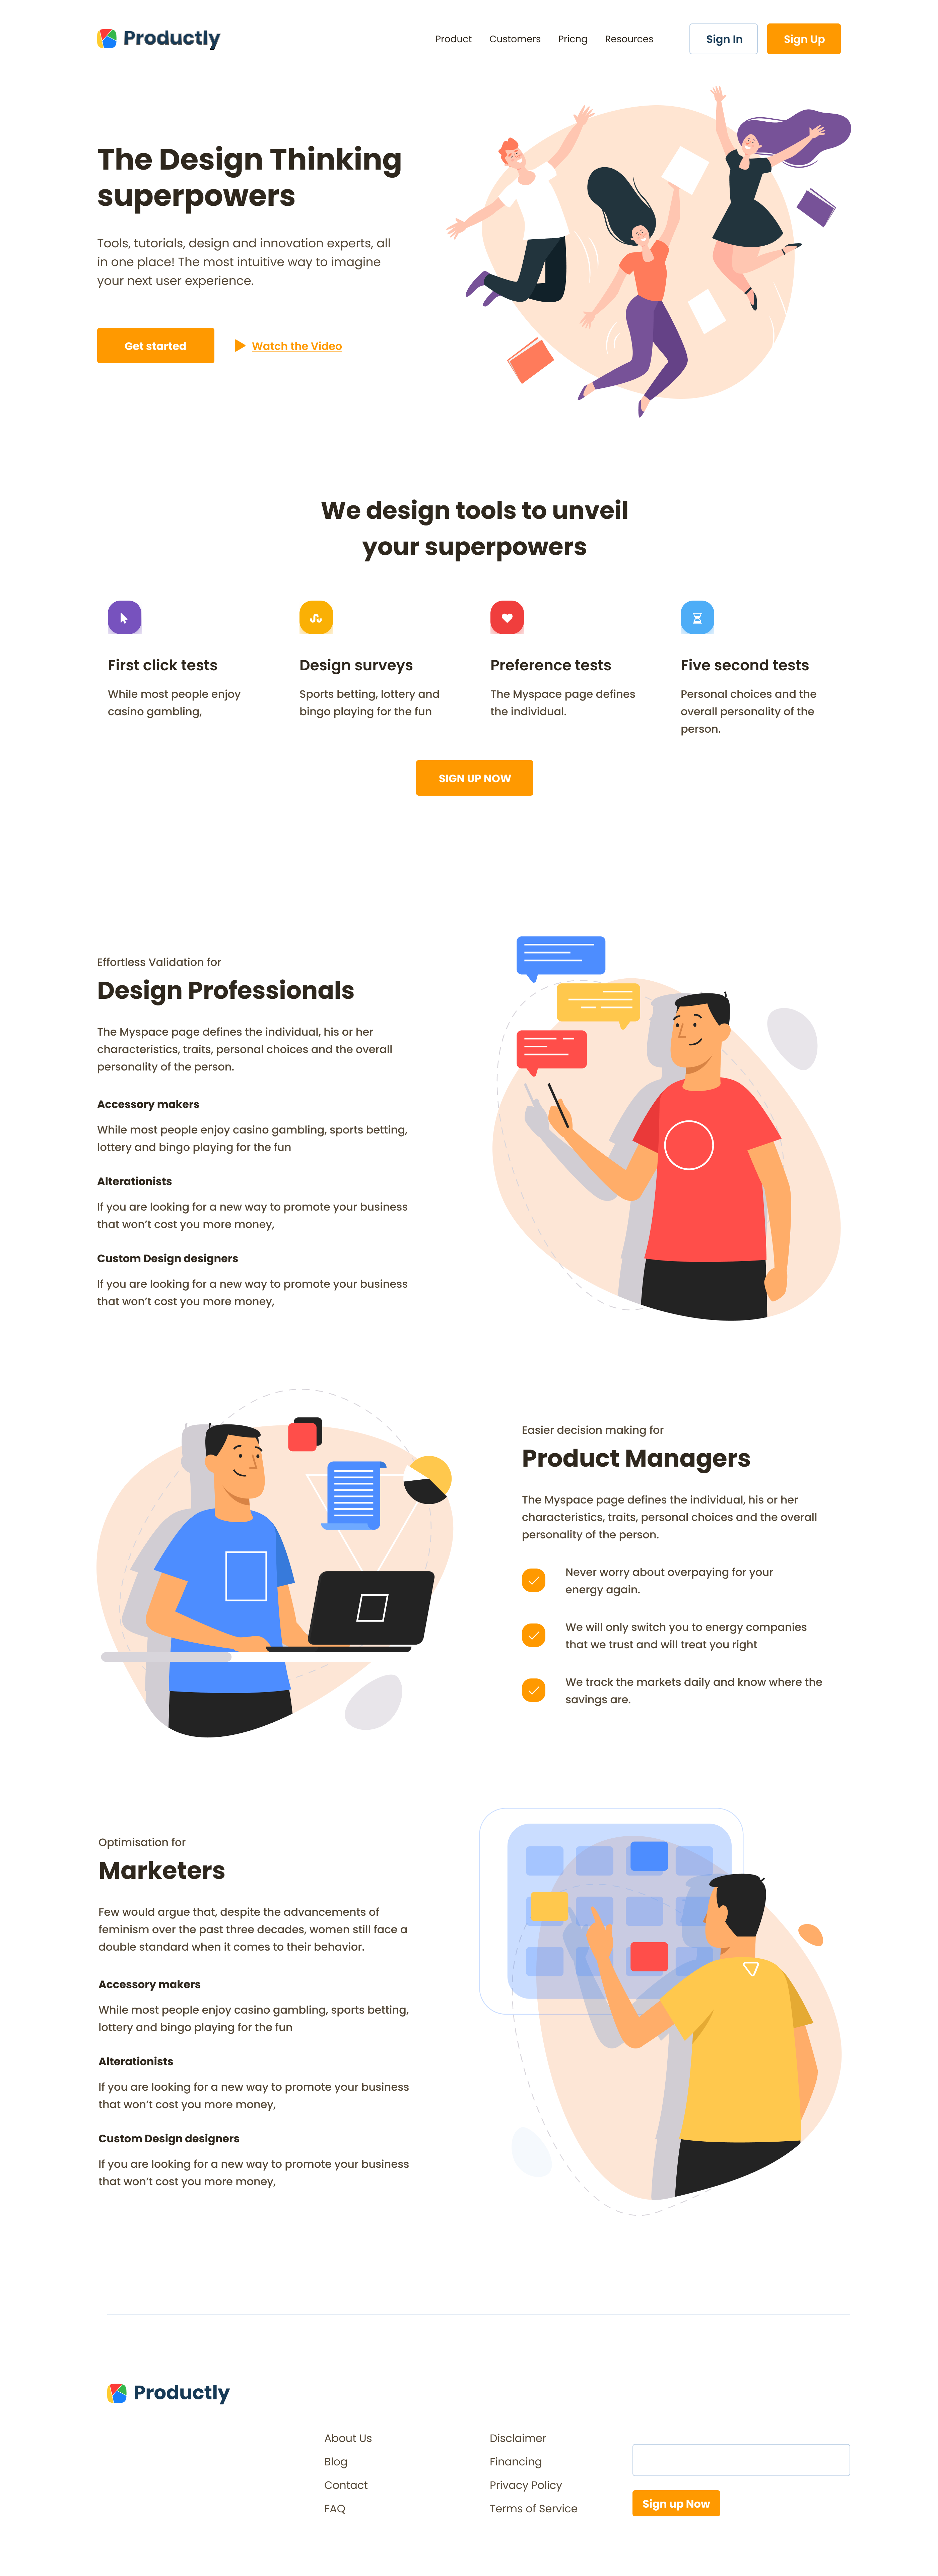 Productly
Product
Customers
Pricng
Resources
Sign In
Sign Up
The Design Thinking
superpowers
Tools, tutorials, design and innovation experts, all
in one place! The most intuitive way to imagine
your next user experience.
Get started
Watch the Video
We design tools to unveil
your superpowers
First click tests
While most people enjoy
casino gambling,
Design surveys
Sports betting, lottery and
bingo playing for the fun
Preference tests
The Myspace page defines
the individual.
Five second tests
Personal choices and the
overall personality of the
person.
SIGN UP NOW
Effortless Validation for
Design Professionals
The Myspace page defines the individual, his or her
characteristics, traits, personal choices and the overall
personality of the person.
Accessory makers
While most people enjoy casino gambling, sports betting,
lottery and bingo playing for the fun
Alterationists
If you are looking for a new way to promote your business
that won't cost you more money,
Custom Design designers
If you are looking for a new way to promote your business
that won't cost you more money,
Easier decision making for
Product Managers
The Myspace page defines the individual, his or her
characteristics, traits, personal choices and the overall
personality of the person.
Never worry about overpaying for your
energy again.
We will only switch you to energy companies
that we trust and will treat you right
We track the markets daily and know where the
savings are.
Optimisation for
Marketers
Few would argue that, despite the advancements of
feminism over the past three decades, women still face a
double standard when it comes to their behavior.
Accessory makers
While most people enjoy casino gambling, sports betting,
lottery and bingo playing for the fun
Alterationists
If you are looking for a new way to promote your business
that won't cost you more money,
Custom Design designers
If you are looking for a new way to promote your business
that won't cost you more money,
Productly
About Us
Blog
Contact
FAQ
Disclaimer
Financing
Privacy Policy
Terms of Service
Sign up Now